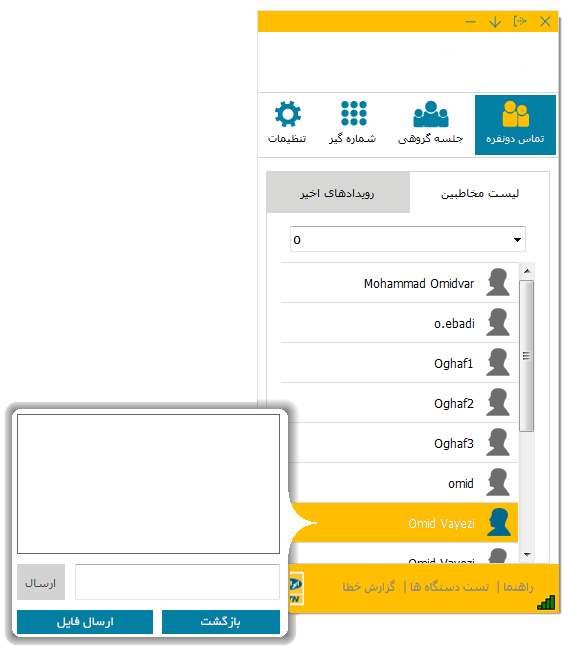 تماس دونفره
جلسه گروهی
شماره گیر
تنظیمات
لیست مخاطبین
رویدادهای اخیر
o
Mohammad Omidvar
o.ebadi
Oghaf1
Oghaf2
Oghaf3
omid
Omid Vayezi
Omid Vayezi
راهنما | تست دستگاه ها | گزارش خطا
ارسال
بازگشت
ارسال فایل